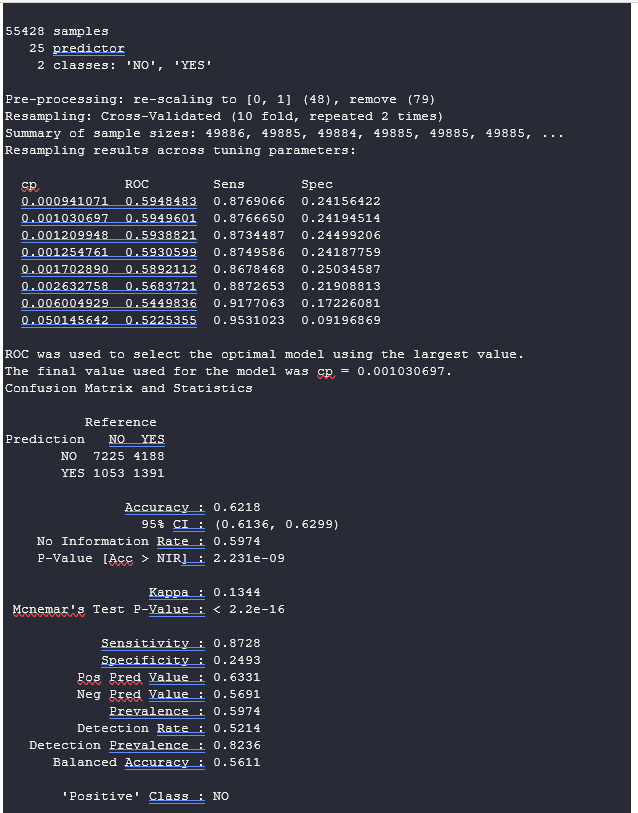 55428 samples
25 predictor
2 classes: 'NO', 'YES'
Pre-processing: re-scaling to [0, 1] (48), remove (79)
Resampling: Cross-Validated (10 fold, repeated 2 times)
Summary of sample sizes: 49886, 49885, 49884, 49885, 49885, 49885, ...
Resampling results across tuning parameters:
cp ROC Sens Spec
0.000941071 0.5948483 0.8769066 0.24156422
0.001030697 0.5949601 0.8766650 0.24194514
0.001209948 0.5938821 0.8734487 0.24499206
0.001254761 0.5930599 0.8749586 0.24187759
0.001702890 0.5892112 0.8678468 0.25034587
0.002632758 0.5683721 0.8872653 0.21908813
0.006004929 0.5449836 0.9177063 0.17226081
0.050145642 0.5225355 0.9531023 0.09196869
ROC was used to select the optimal model using the largest value.
The final value used for the model was cp = 0.001030697.
Confusion Matrix and Statistics
Reference
Prediction NO YES
NO 7225 4188
YES 1053 1391
Accuracy : 0.6218
95% CI : (0.6136, 0.6299)
No Information Rate : 0.5974
P-Value [Acc > NIR] : 2.231e-09
Kappa : 0.1344
Mcnemar's Test P-Value : < 2.2e-16
Sensitivity : 0.8728
Specificity : 0.2493
Pos Pred Value : 0.6331
Neg Pred Value : 0.5691
Prevalence : 0.5974
Detection Rate : 0.5214
Detection Prevalence : 0.8236
Balanced Accuracy : 0.5611
'Positive' Class : NO